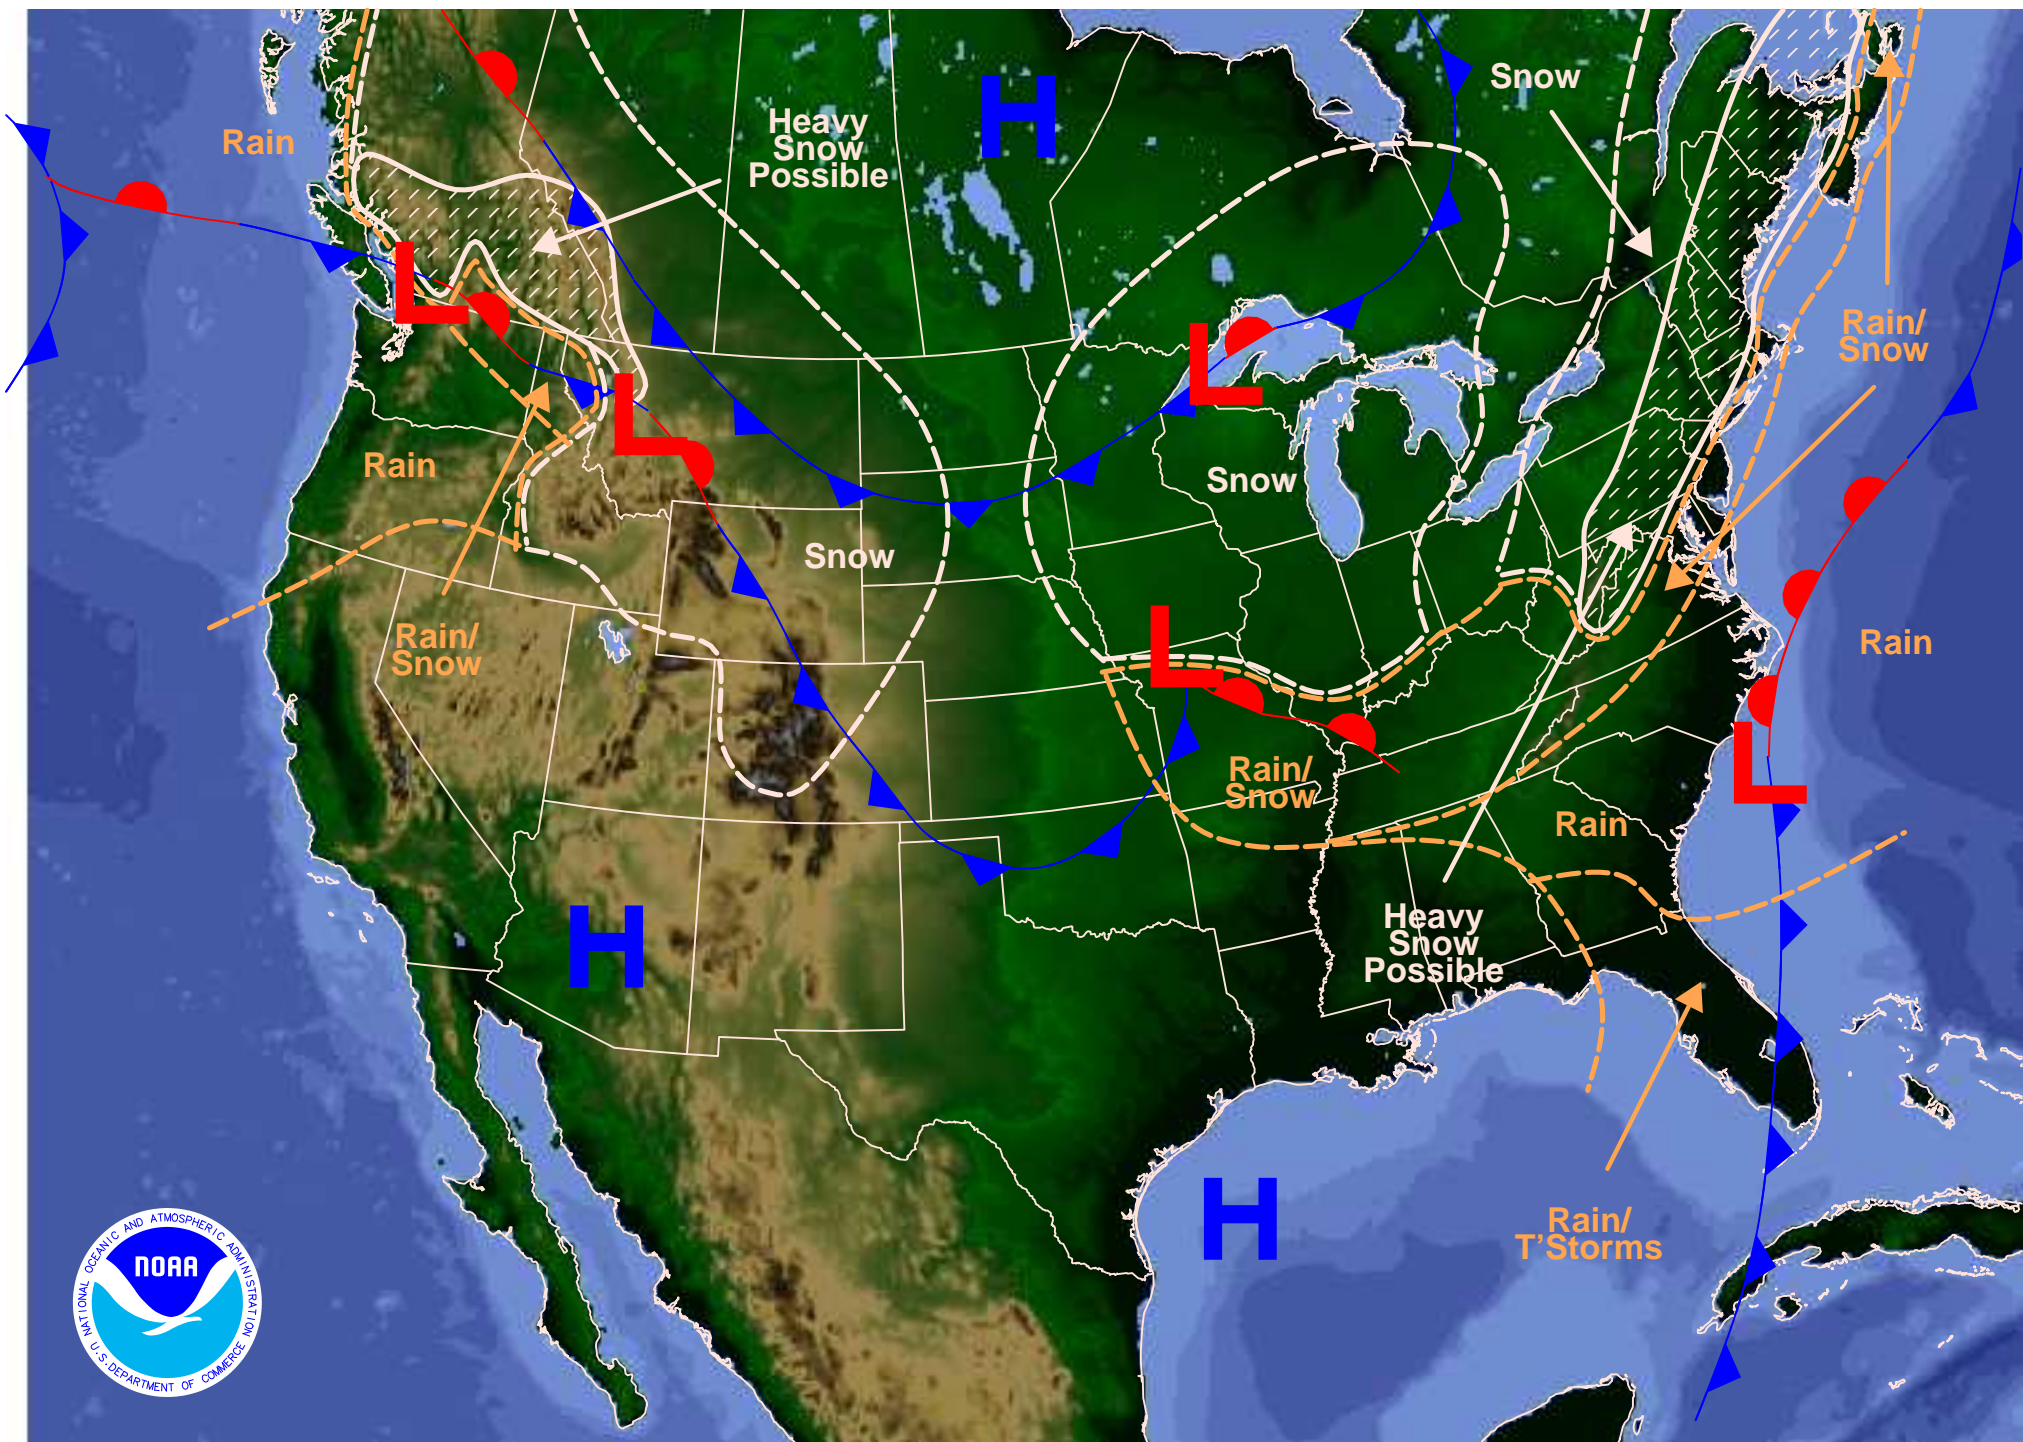 Snow
H
Heavy
Snow
Possible
Rain
L
Rain/
Snow
L
L
Rain
Snow
Snow
L
Rain/
Snow
Rain
L
Rain/
Snow
Rain
H
Heavy
Snow
Possible
H
Rain/
T'Storms
NATIONAL OCEANIC AND ATMOSPHERIC ADMINISTRATION
NOAA
U.S. DEPARTMENT OF COMMERCE